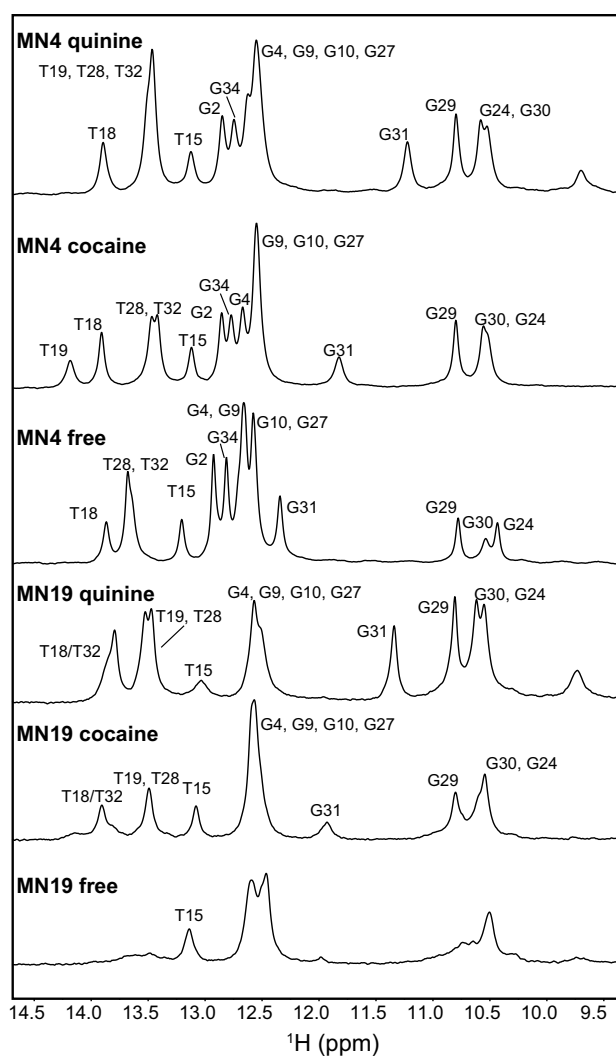 MN4 quinine
G4, G9, G10, G27
T19, T28, T32
G34
G2
T18
T15
G31
G29
G24, G30
MN4 cocaine
G9, G10, G27
G34
G4
T28, T32
G2
T18
T15
T19
G31
G29
G30, G24
MN4 free
G4, G9
G10, G27
G34
G2
T28, T32
T15
T18
G31
G29
G30
G24
MN19 quinine
G4, G9, G10, G27
T19, T28
T18/T32
T15
G31
G29
G30, G24
MN19 cocaine
G4, G9, G10, G27
T19, T28
T18/T32
T15
G31
G29
G30, G24
MN19 free
T15
14.5 14.0 13.5 13.0 12.5 12.0 11.5 11.0 10.5 10.0 9.5
¹H (ppm)